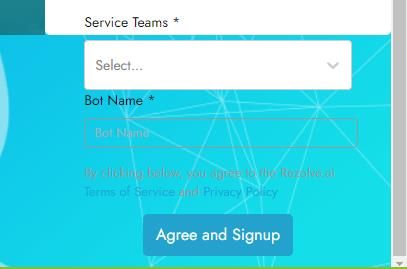 Service Teams *
Select...
Bot Name *
Bot Name
By clicking below, you agree to the Rezolve.ai
Terms of Service and Privacy Policy
Agree and Signup